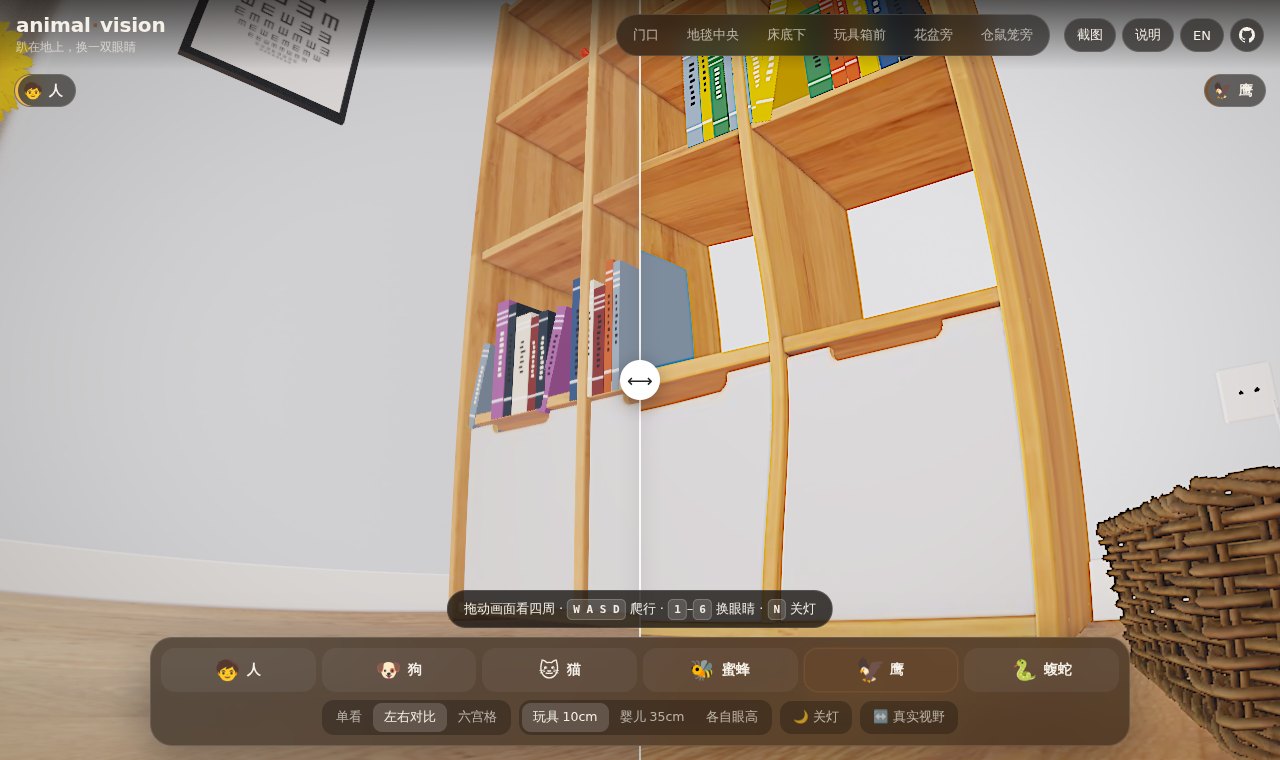 animal vision
趴在地上，换一双眼睛
门口 地毯中央 床底下 玩具箱前 花盆旁 仓鼠笼旁
截图 说明 EN
人
鹰
拖动画面看四周 · W A S D 爬行 · 1–6 换眼睛 · N 关灯
人 狗 猫 蜜蜂 鹰 蝮蛇
单看 左右对比 六宫格 玩具 10cm 婴儿 35cm 各自眼高 关灯 真实视野